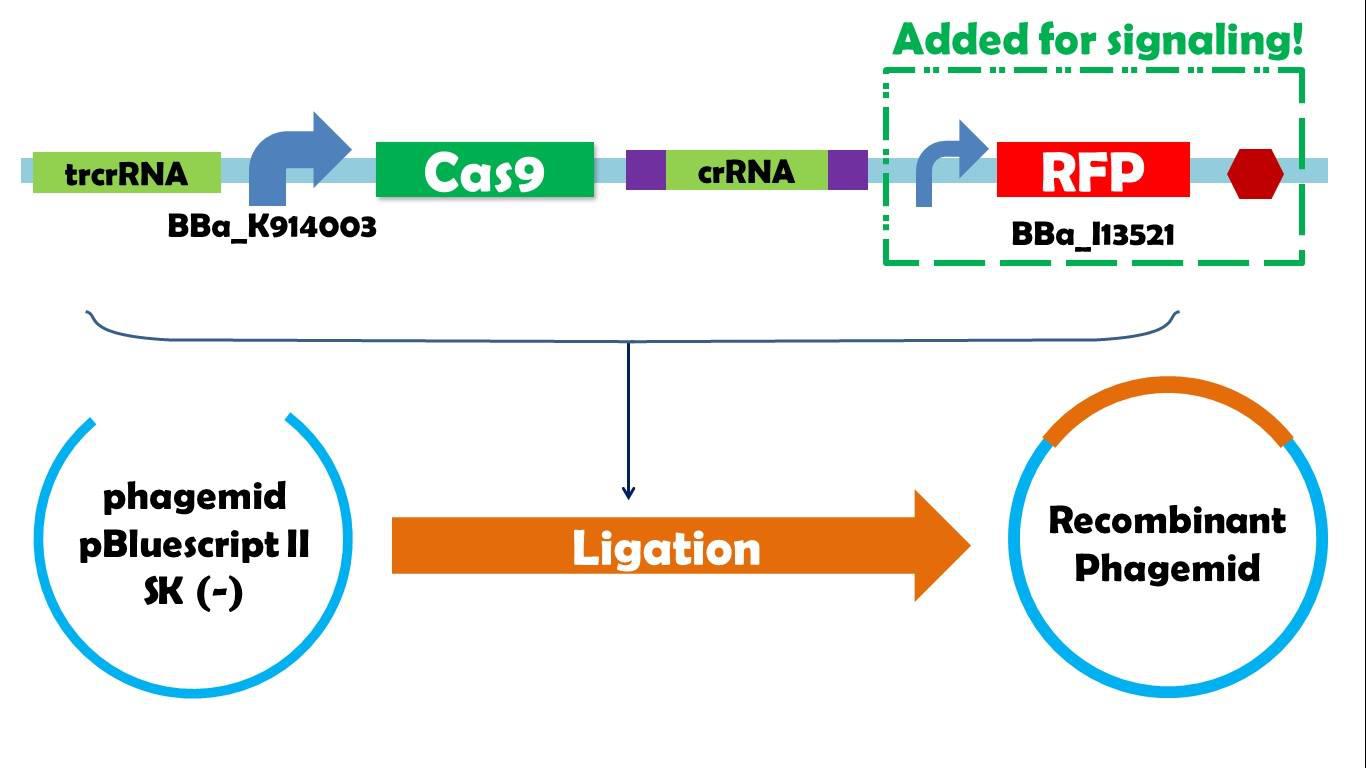 Added for signaling!
trcrRNA
Cas9
crRNA
RFP
BBa_K914003
BBa_I13521
phagemid
pBluescript II
SK (-)
Ligation
Recombinant
Phagemid